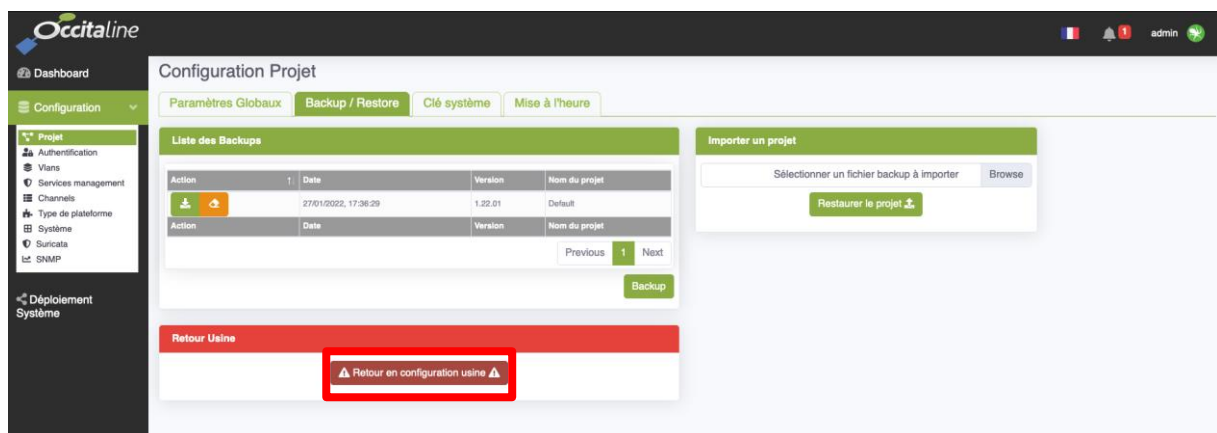 Occitaline
1
admin
Dashboard
Configuration
Projet
Authentification
Vlans
Services management
Channels
Type de plateforme
Système
Suricata
SNMP
Déploiement
Système
Configuration Projet
Paramètres Globaux Backup / Restore Clé système Mise à l'heure
Liste des Backups
Action Date Version Nom du projet
27/01/2022, 17:36:29 1.22.01 Default
Action Date Version Nom du projet
Previous 1 Next
Backup
Retour Usine
Retour en configuration usine
Importer un projet
Sélectionner un fichier backup à importer Browse
Restaurer le projet